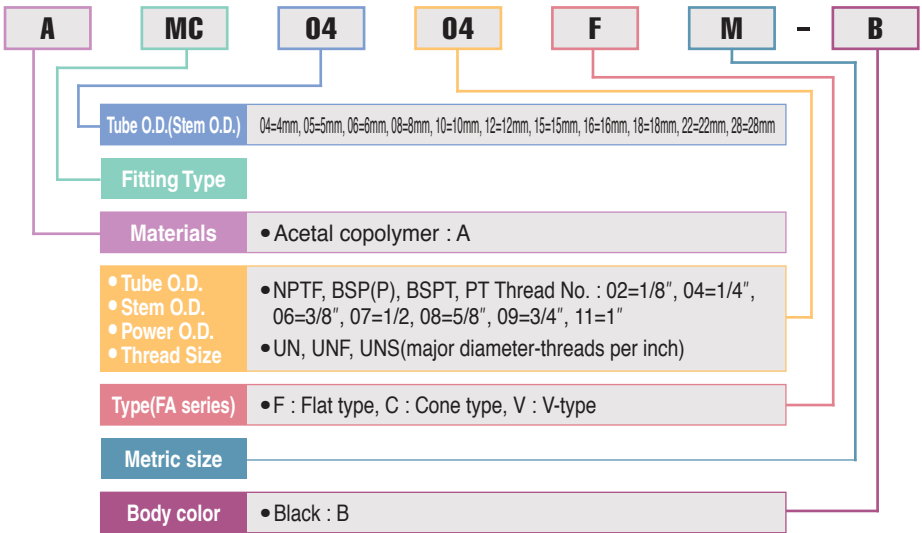 A MC 04 04 F M - B
Tube O.D.(Stem O.D.) 04=4mm, 05=5mm, 06=6mm, 08=8mm, 10=10mm, 12=12mm, 15=15mm, 16=16mm, 18=18mm, 22=22mm, 28=28mm
Fitting Type
Materials •Acetal copolymer : A
•Tube O.D.
•Stem O.D.
•Power O.D.
•Thread Size
•NPTF, BSP(P), BSPT, PT Thread No. : 02=1/8″, 04=1/4″,
06=3/8″, 07=1/2, 08=5/8″, 09=3/4″, 11=1″
•UN, UNF, UNS(major diameter-threads per inch)
Type(FA series) •F : Flat type, C : Cone type, V : V-type
Metric size
Body color •Black : B